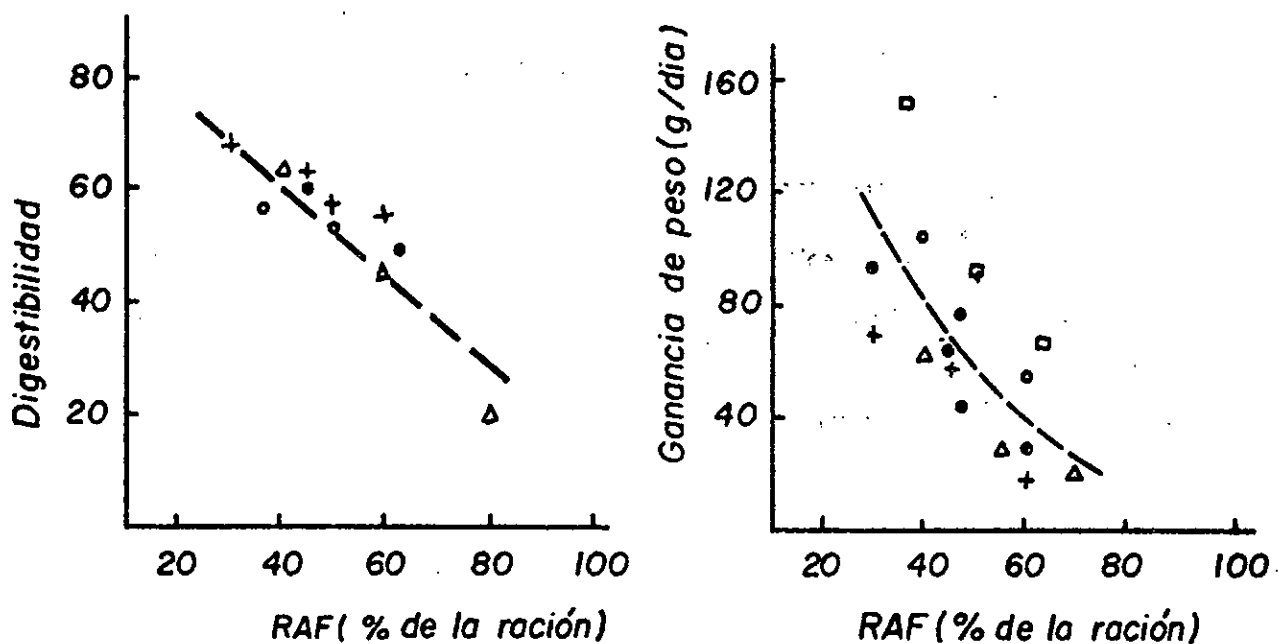 Digestibilidad
80
60
40
20
20 40 60 80 100
RAF( % de la ración)
Ganancia de peso(g/dia)
160
120
80
40
20 40 60 80 100
RAF(% de la ración)